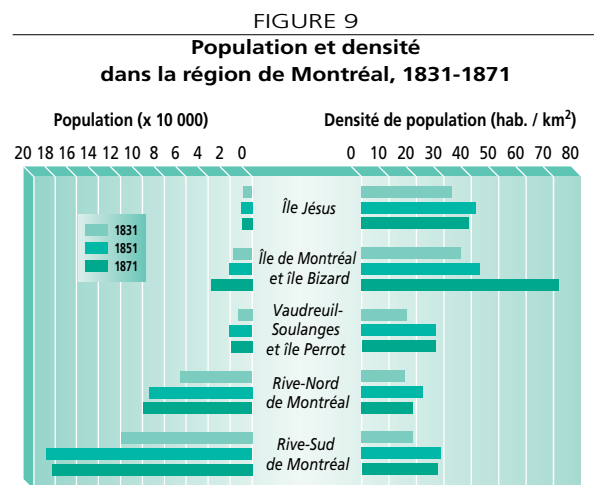 FIGURE 9
Population et densité
dans la région de Montréal, 1831-1871
Population (x 10 000)
Densité de population (hab. / km²)
20 18 16 14 12 10 8 6 4 2 0
0 10 20 30 40 50 60 70 80
1831
1851
1871
Île Jésus
Île de Montréal
et île Bizard
Vaudreuil-
Soulanges
et île Perrot
Rive-Nord
de Montréal
Rive-Sud
de Montréal